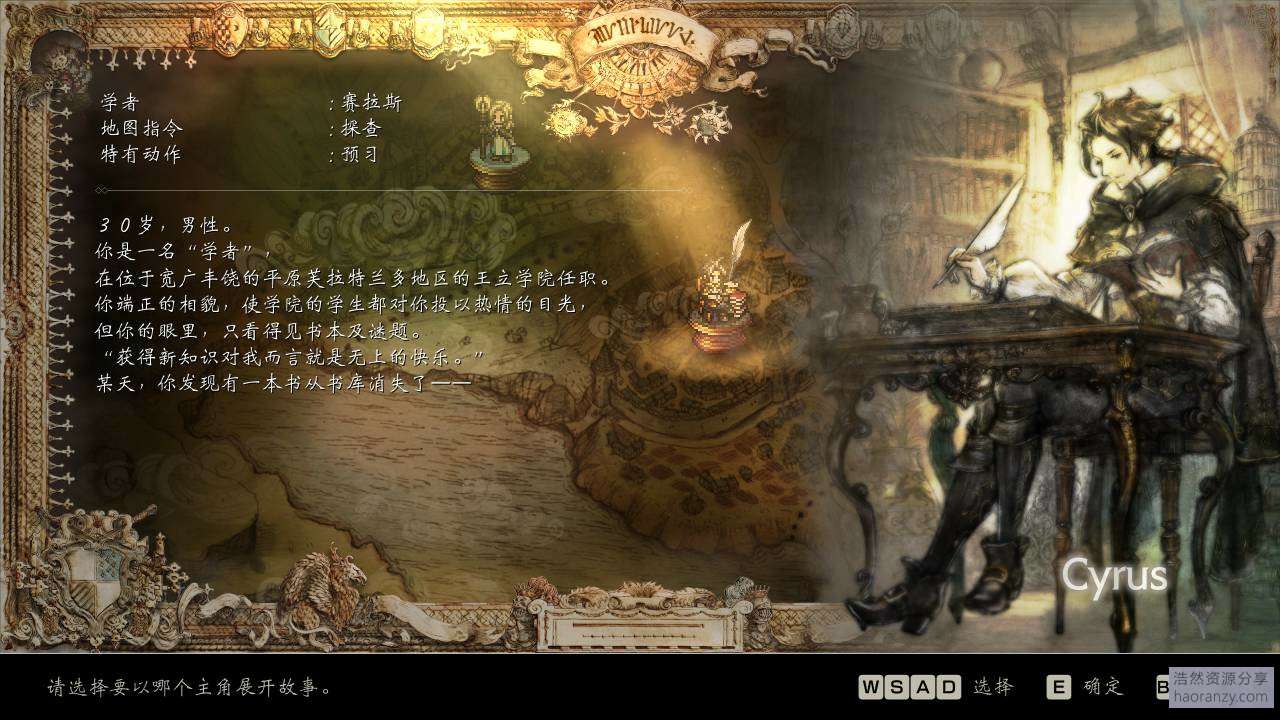 学者 : 赛拉斯
地图指令 : 探查
特有动作 : 预习
30岁，男性。
你是一名“学者”，
在位于宽广丰饶的平原芙拉特兰多地区的王立学院任职。
你端正的相貌，使学院的学生都对你投以热情的目光，
但你的眼里，只看得见书本及谜题。
“获得新知识对我而言就是无上的快乐。”
某天，你发现有一本书从书库消失了——
Cyrus
请选择要以哪个主角展开故事。
W S A D 选择 E 确定 B
浩然资源分享
haoranzy.com